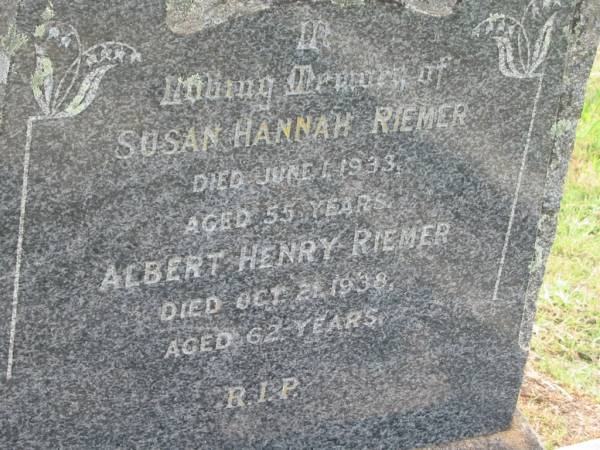 In
Loving Memory of
SUSAN HANNAH RIEMER
DIED JUNE 1, 1933,
AGED 55 YEARS.
ALBERT HENRY RIEMER
DIED OCT. 21, 1938,
AGED 62 YEARS.
R.I.P.